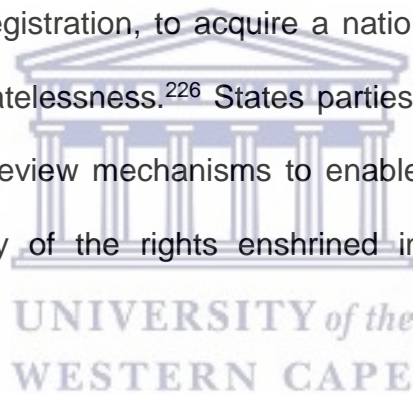 egistration, to acquire a natio
atelessness.²²⁶ States parties
eview mechanisms to enable
y of the rights enshrined in
UNIVERSITY of the
WESTERN CAPE